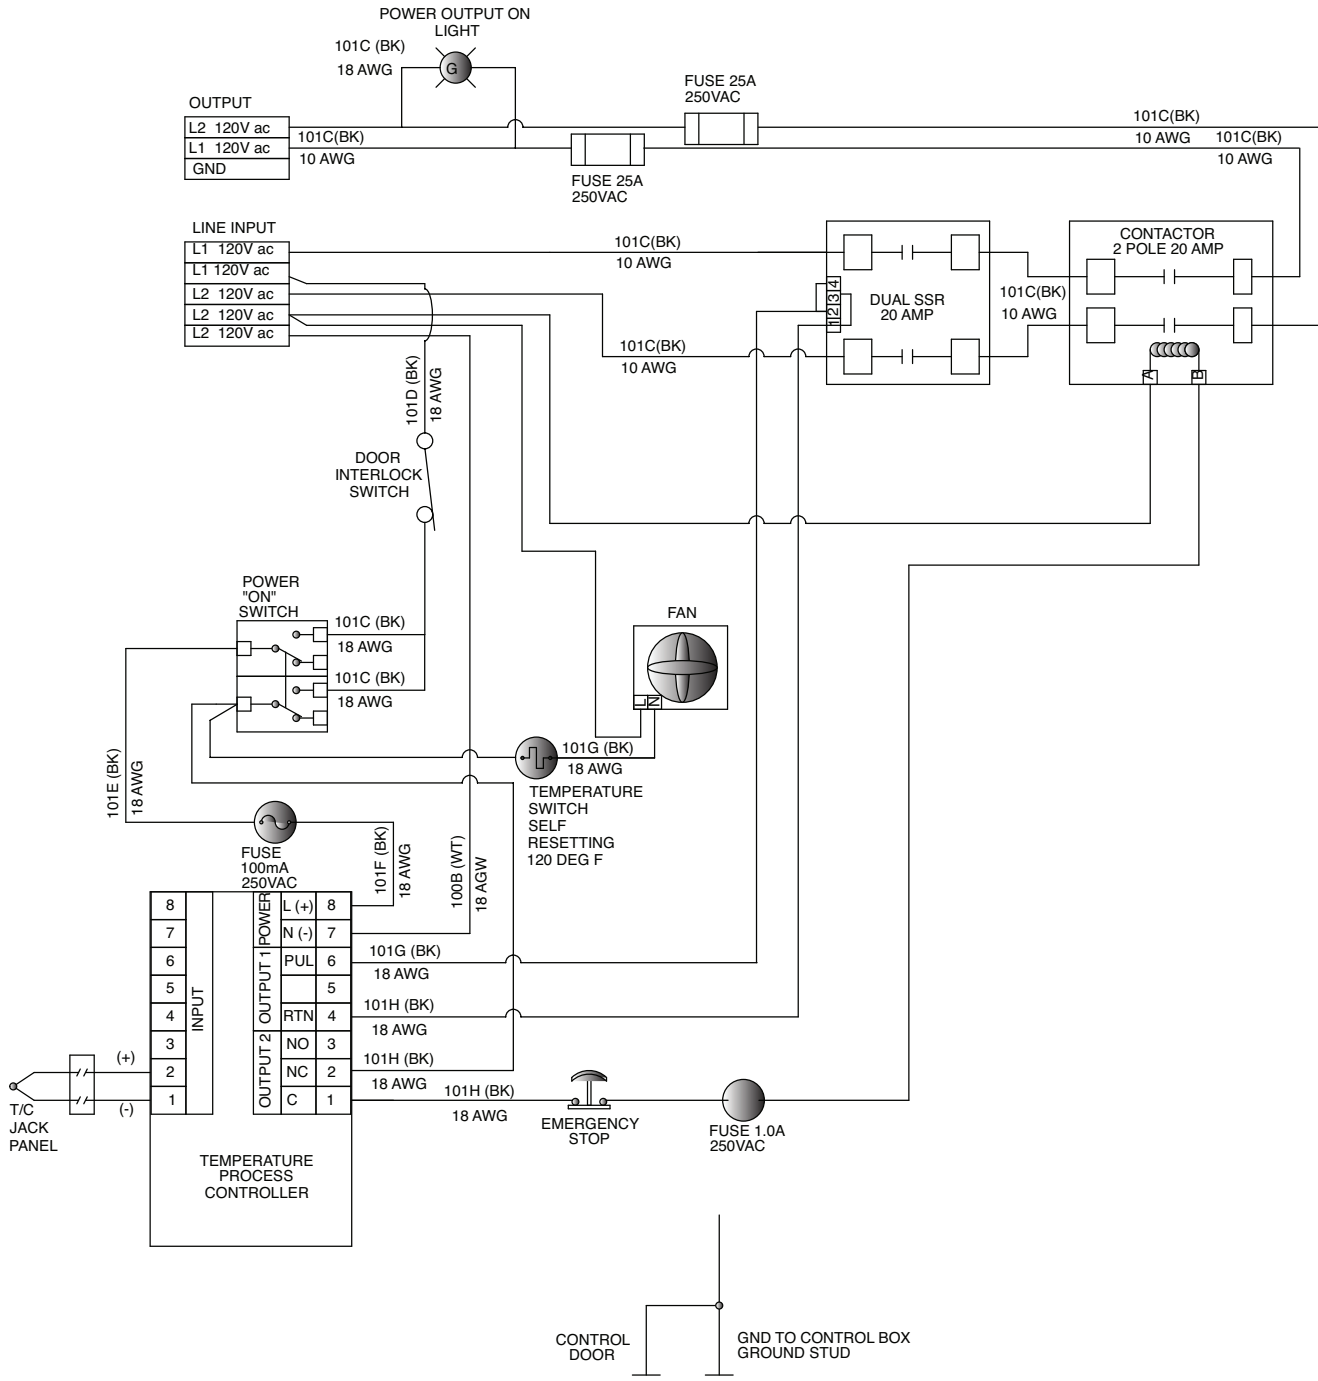 POWER OUTPUT ON
LIGHT
101C (BK)
18 AWG
G
FUSE 25A
250VAC
OUTPUT
L2 120V ac
L1 120V ac
GND
101C(BK)
10 AWG
101C(BK)
10 AWG
101C(BK)
10 AWG
FUSE 25A
250VAC
LINE INPUT
L1 120V ac
L1 120V ac
L2 120V ac
L2 120V ac
L2 120V ac
101C(BK)
10 AWG
101C(BK)
10 AWG
4
3
2
1
DUAL SSR
20 AMP
101C(BK)
10 AWG
CONTACTOR
2 POLE 20 AMP
A
B
101D (BK)
18 AWG
DOOR
INTERLOCK
SWITCH
POWER
"ON"
SWITCH
101C (BK)
18 AWG
101C (BK)
18 AWG
FAN
L
N
101G (BK)
18 AWG
TEMPERATURE
SWITCH
SELF
RESETTING
120 DEG F
101E (BK)
18 AWG
FUSE
100mA
250VAC
101F (BK)
18 AWG
100B (WT)
18 AGW
8
7
6
5
4
3
2
1
INPUT
POWER
OUTPUT 1
OUTPUT 2
L (+) 8
N (-) 7
PUL 6
5
RTN 4
NO 3
NC 2
C 1
101G (BK)
18 AWG
101H (BK)
18 AWG
101H (BK)
18 AWG
101H (BK)
18 AWG
(+)
(-)
T/C
JACK
PANEL
EMERGENCY
STOP
FUSE 1.0A
250VAC
TEMPERATURE
PROCESS
CONTROLLER
CONTROL
DOOR
GND TO CONTROL BOX
GROUND STUD